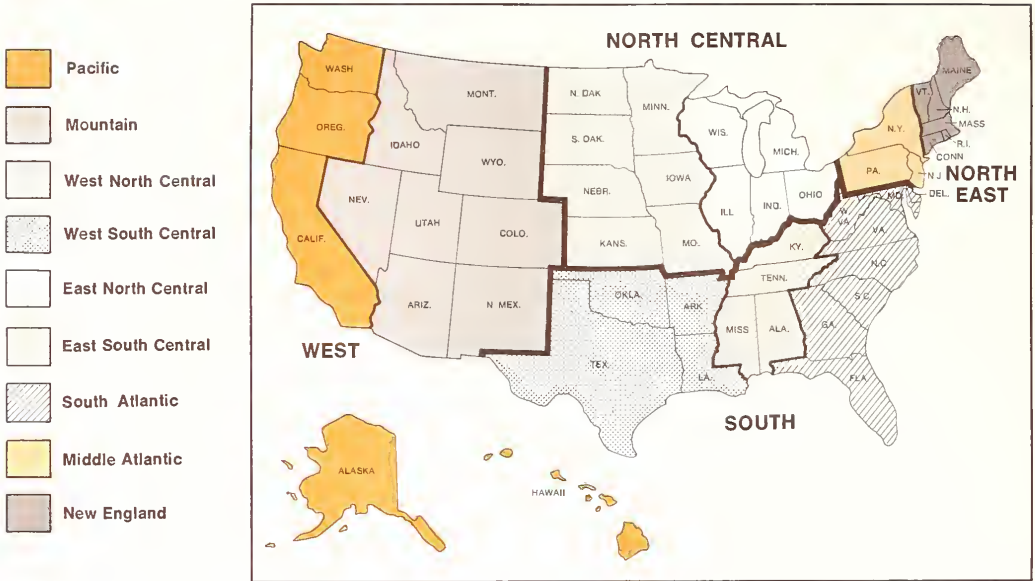 Pacific
Mountain
West North Central
West South Central
East North Central
East South Central
South Atlantic
Middle Atlantic
New England
NORTH CENTRAL
WASH
MONT.
N. DAK
MINN.
MAINE
VT.
N.H.
MASS
R.I.
CONN
OREG.
IDAHO
S. DAK.
WIS.
MICH.
N.Y.
WYO.
NEBR.
IOWA
PA.
N J
NORTH
EAST
DEL.
MD.
NEV.
UTAH
COLO.
ILL
IND.
OHIO
W.
VA.
VA.
CALIF.
KANS.
MO.
KY.
N.C
TENN.
ARIZ.
N MEX.
OKLA.
ARK
S.C.
MISS
ALA.
GA.
WEST
TEX.
LA.
FLA
SOUTH
ALASKA
HAWAII